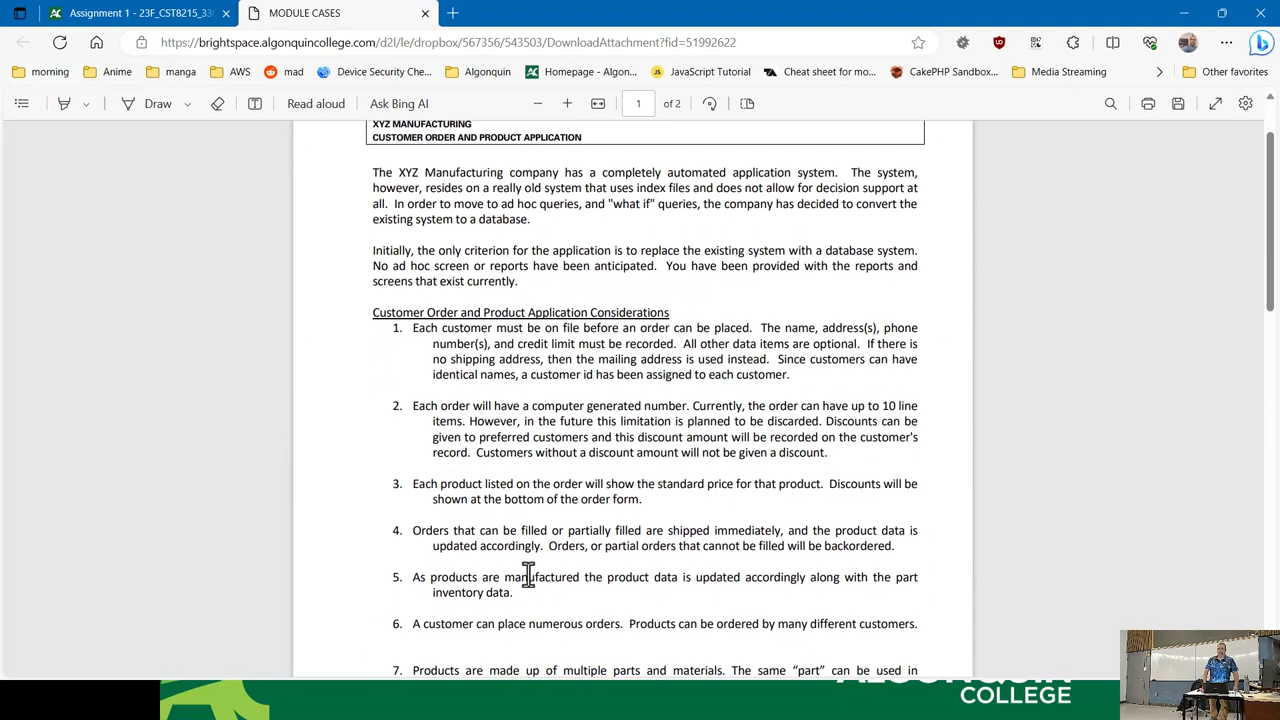 Assignment 1 - 23F_CST8215_33
MODULE CASES
https://brightspace.algonquincollege.com/d2l/le/dropbox/567356/543503/DownloadAttachment?fid=51992622
morning
Anime
manga
AWS
mad
Device Security Che...
Algonquin
Homepage - Algon...
JavaScript Tutorial
Cheat sheet for mo...
CakePHP Sandbox...
Media Streaming
Other favorites
Draw
Read aloud
Ask Bing AI
1
of 2
XYZ MANUFACTURING
CUSTOMER ORDER AND PRODUCT APPLICATION
The XYZ Manufacturing company has a completely automated application system. The system,
however, resides on a really old system that uses index files and does not allow for decision support at
all. In order to move to ad hoc queries, and "what if" queries, the company has decided to convert the
existing system to a database.
Initially, the only criterion for the application is to replace the existing system with a database system.
No ad hoc screen or reports have been anticipated. You have been provided with the reports and
screens that exist currently.
Customer Order and Product Application Considerations
1. Each customer must be on file before an order can be placed. The name, address(s), phone
number(s), and credit limit must be recorded. All other data items are optional. If there is
no shipping address, then the mailing address is used instead. Since customers can have
identical names, a customer id has been assigned to each customer.
2. Each order will have a computer generated number. Currently, the order can have up to 10 line
items. However, in the future this limitation is planned to be discarded. Discounts can be
given to preferred customers and this discount amount will be recorded on the customer's
record. Customers without a discount amount will not be given a discount.
3. Each product listed on the order will show the standard price for that product. Discounts will be
shown at the bottom of the order form.
4. Orders that can be filled or partially filled are shipped immediately, and the product data is
updated accordingly. Orders, or partial orders that cannot be filled will be backordered.
5. As products are manufactured the product data is updated accordingly along with the part
inventory data.
6. A customer can place numerous orders. Products can be ordered by many different customers.
7. Products are made up of multiple parts and materials. The same “part” can be used in
ALGONQUIN
COLLEGE